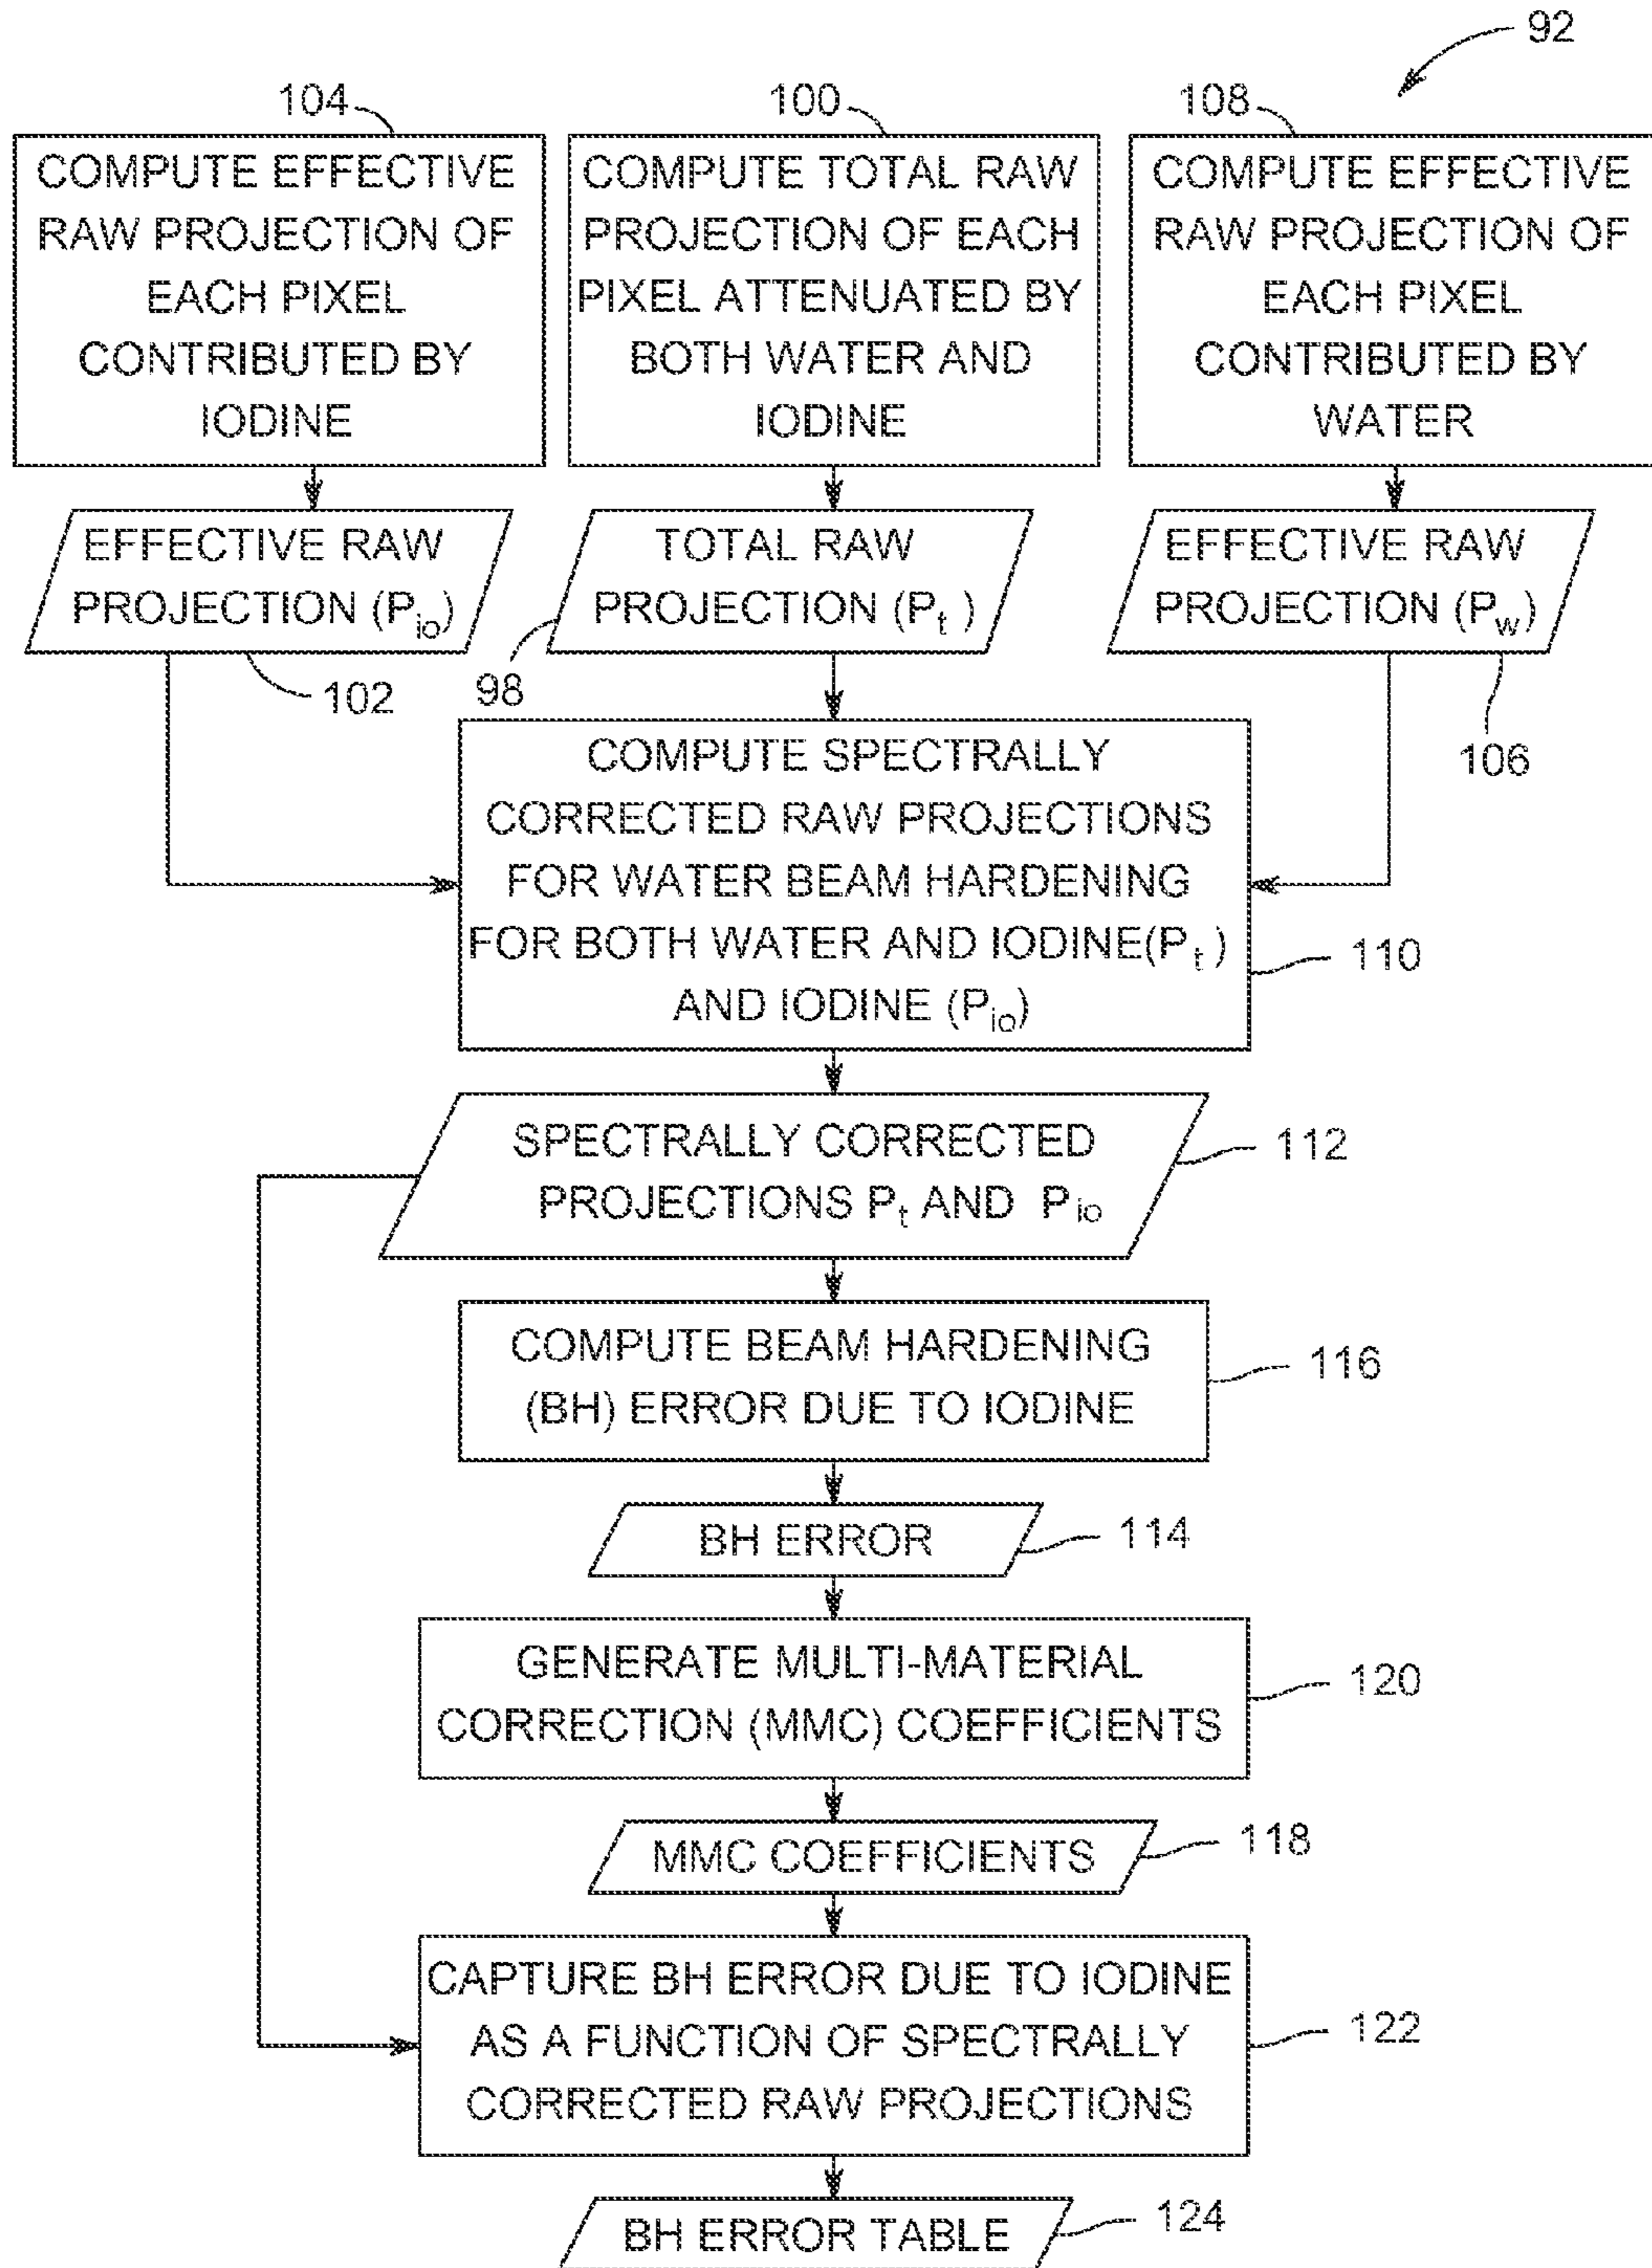 92
104
100
108
COMPUTE EFFECTIVE
RAW PROJECTION OF
EACH PIXEL
CONTRIBUTED BY
IODINE
COMPUTE TOTAL RAW
PROJECTION OF EACH
PIXEL ATTENUATED BY
BOTH WATER AND
IODINE
COMPUTE EFFECTIVE
RAW PROJECTION OF
EACH PIXEL
CONTRIBUTED BY
WATER
EFFECTIVE RAW
PROJECTION (Pio)
102
TOTAL RAW
PROJECTION (Pt )
98
EFFECTIVE RAW
PROJECTION (Pw)
106
COMPUTE SPECTRALLY
CORRECTED RAW PROJECTIONS
FOR WATER BEAM HARDENING
FOR BOTH WATER AND IODINE(Pt )
AND IODINE (Pio)
110
SPECTRALLY CORRECTED
PROJECTIONS Pt AND Pio
112
COMPUTE BEAM HARDENING
(BH) ERROR DUE TO IODINE
116
BH ERROR
114
GENERATE MULTI-MATERIAL
CORRECTION (MMC) COEFFICIENTS
120
MMC COEFFICIENTS
118
CAPTURE BH ERROR DUE TO IODINE
AS A FUNCTION OF SPECTRALLY
CORRECTED RAW PROJECTIONS
122
BH ERROR TABLE
124